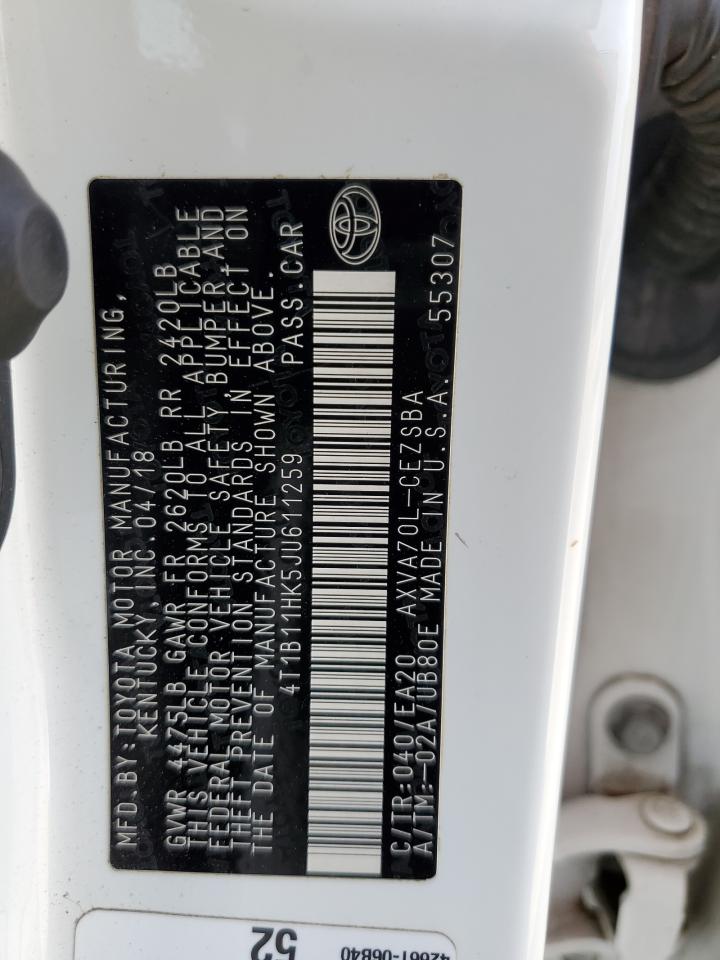 MFD.BY:TOYOTA MOTOR MANUFACTURING,
KENTUCKY,INC.04/18
GVWR 4475LB GAWR FR 2620LB RR 2420LB
THIS VEHICLE CONFORMS TO ALL APPLICABLE
FEDERAL MOTOR VEHICLE SAFETY BUMPER,AND
THEFT PREVENTION STANDARDS IN EFFECT ON
THE DATE OF MANUFACTURE SHOWN ABOVE.
4T1B11HK5JU611259 PASS.CAR
C/TR:040/EA20 AXVA70L-CEZSBA
A/TM:-02A/UB80E MADE IN U.S.A. 55307
52
42661-06B40